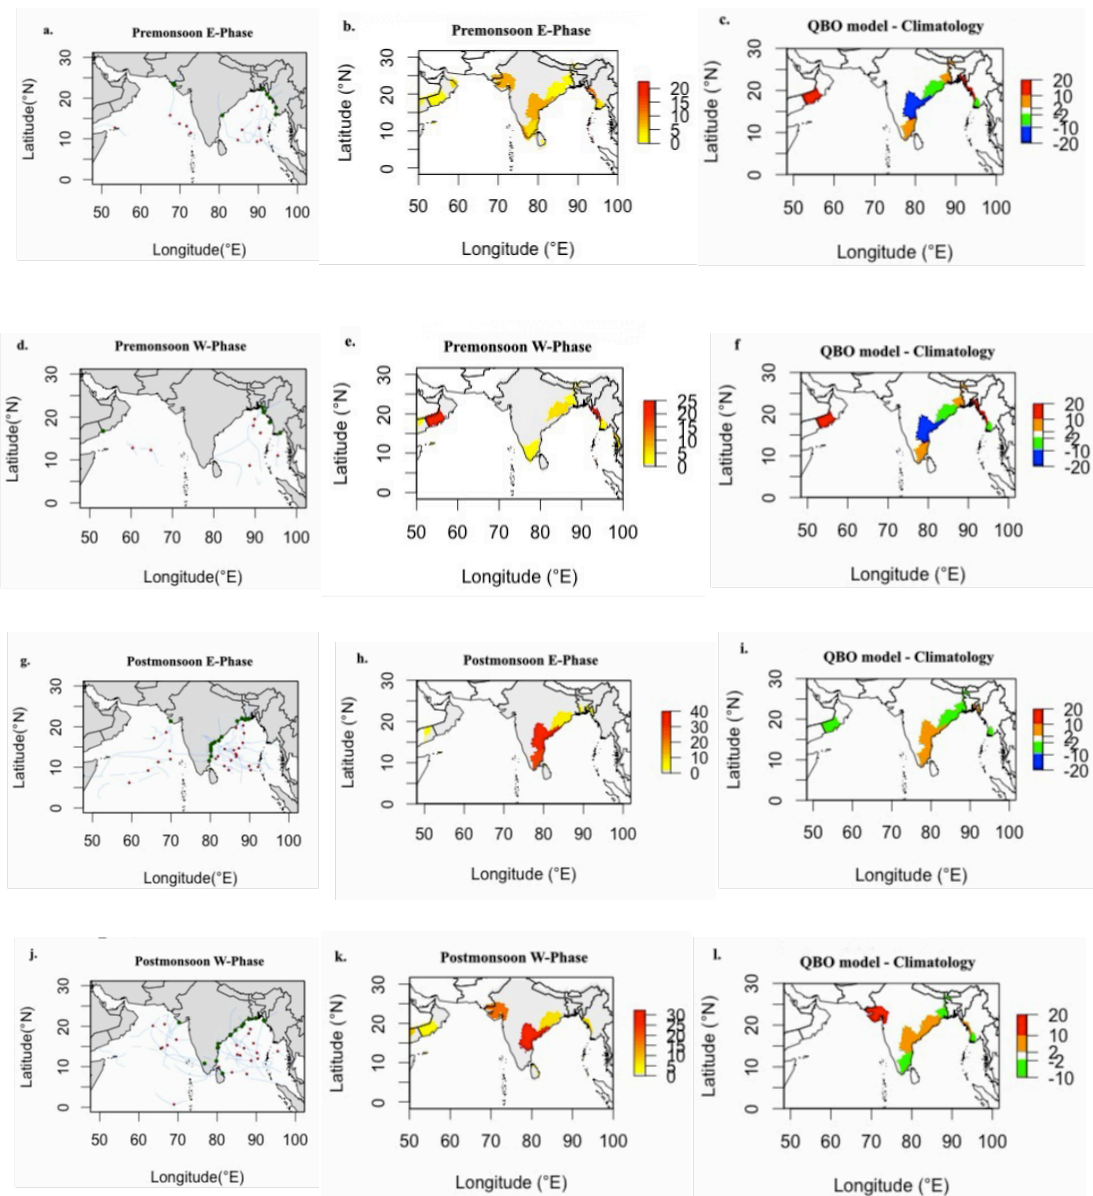 a.
Premonsoon E-Phase
Latitude(°N)
30
20
10
0
50 60 70 80 90 100
Longitude(°E)
b.
Premonsoon E-Phase
Latitude (°N)
30
20
10
0
50 60 70 80 90 100
Longitude (°E)
20
15
10
5
0
c.
QBO model - Climatology
Latitude (°N)
30
20
10
0
50 60 70 80 90 100
Longitude (°E)
20
10
2
-2
-10
-20
d.
Premonsoon W-Phase
Latitude(°N)
30
20
10
0
50 60 70 80 90 100
Longitude(°E)
e.
Premonsoon W-Phase
Latitude (°N)
30
20
10
0
50 60 70 80 90 100
Longitude (°E)
25
20
15
10
5
0
f
QBO model - Climatology
Latitude (°N)
30
20
10
0
50 60 70 80 90 100
Longitude (°E)
20
10
2
-2
-10
-20
g.
Postmonsoon E-Phase
Latitude(°N)
30
20
10
0
50 60 70 80 90 100
Longitude(°E)
h.
Postmonsoon E-Phase
Latitude (°N)
30
20
10
0
50 60 70 80 90 100
Longitude (°E)
40
30
20
10
0
i.
QBO model - Climatology
Latitude (°N)
30
20
10
0
50 60 70 80 90 100
Longitude (°E)
20
10
2
-2
-10
-20
j.
Postmonsoon W-Phase
Latitude(°N)
30
20
10
0
50 60 70 80 90 100
Longitude(°E)
k.
Postmonsoon W-Phase
Latitude (°N)
30
20
10
0
50 60 70 80 90 100
Longitude (°E)
30
25
20
15
10
5
0
l.
QBO model - Climatology
Latitude (°N)
30
20
10
0
50 60 70 80 90 100
Longitude (°E)
20
10
2
-2
-10